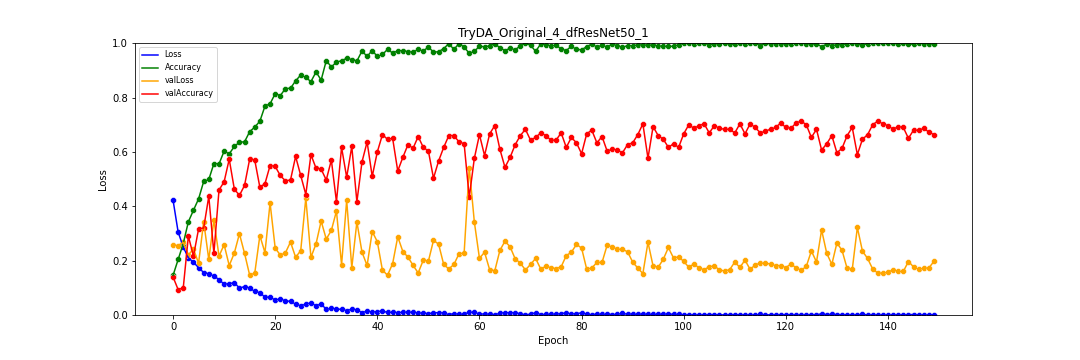 TryDA_Original_4_dfResNet50_1
Loss
Accuracy
valLoss
valAccuracy
1.0
0.8
0.6
0.4
0.2
0.0
Loss
0 20 40 60 80 100 120 140
Epoch